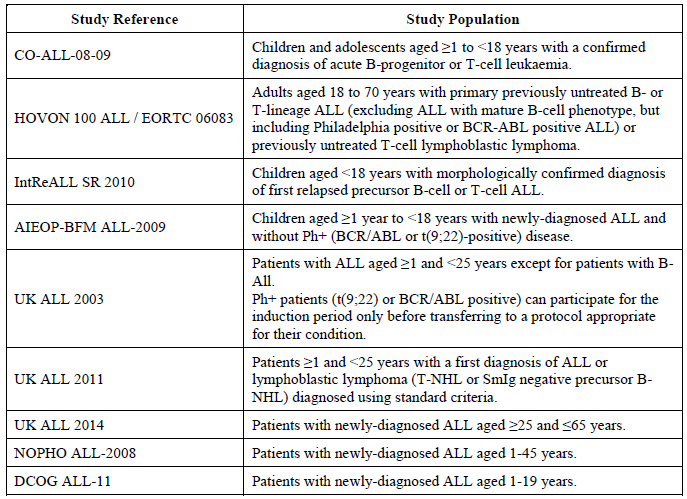 Study Reference
Study Population
CO-ALL-08-09
Children and adolescents aged ≥1 to <18 years with a confirmed
diagnosis of acute B-progenitor or T-cell leukaemia.
HOVON 100 ALL / EORTC 06083
Adults aged 18 to 70 years with primary previously untreated B- or
T-lineage ALL (excluding ALL with mature B-cell phenotype, but
including Philadelphia positive or BCR-ABL positive ALL) or
previously untreated T-cell lymphoblastic lymphoma.
IntReALL SR 2010
Children aged <18 years with morphologically confirmed diagnosis
of first relapsed precursor B-cell or T-cell ALL.
AIEOP-BFM ALL-2009
Children aged ≥1 year to <18 years with newly-diagnosed ALL and
without Ph+ (BCR/ABL or t(9;22)-positive) disease.
UK ALL 2003
Patients with ALL aged ≥1 and <25 years except for patients with B-
All.
Ph+ patients (t(9;22) or BCR/ABL positive) can participate for the
induction period only before transferring to a protocol appropriate
for their condition.
UK ALL 2011
Patients ≥1 and <25 years with a first diagnosis of ALL or
lymphoblastic lymphoma (T-NHL or SmIg negative precursor B-
NHL) diagnosed using standard criteria.
UK ALL 2014
Patients with newly-diagnosed ALL aged ≥25 and ≤65 years.
NOPHO ALL-2008
Patients with newly-diagnosed ALL aged 1-45 years.
DCOG ALL-11
Patients with newly-diagnosed ALL aged 1-19 years.